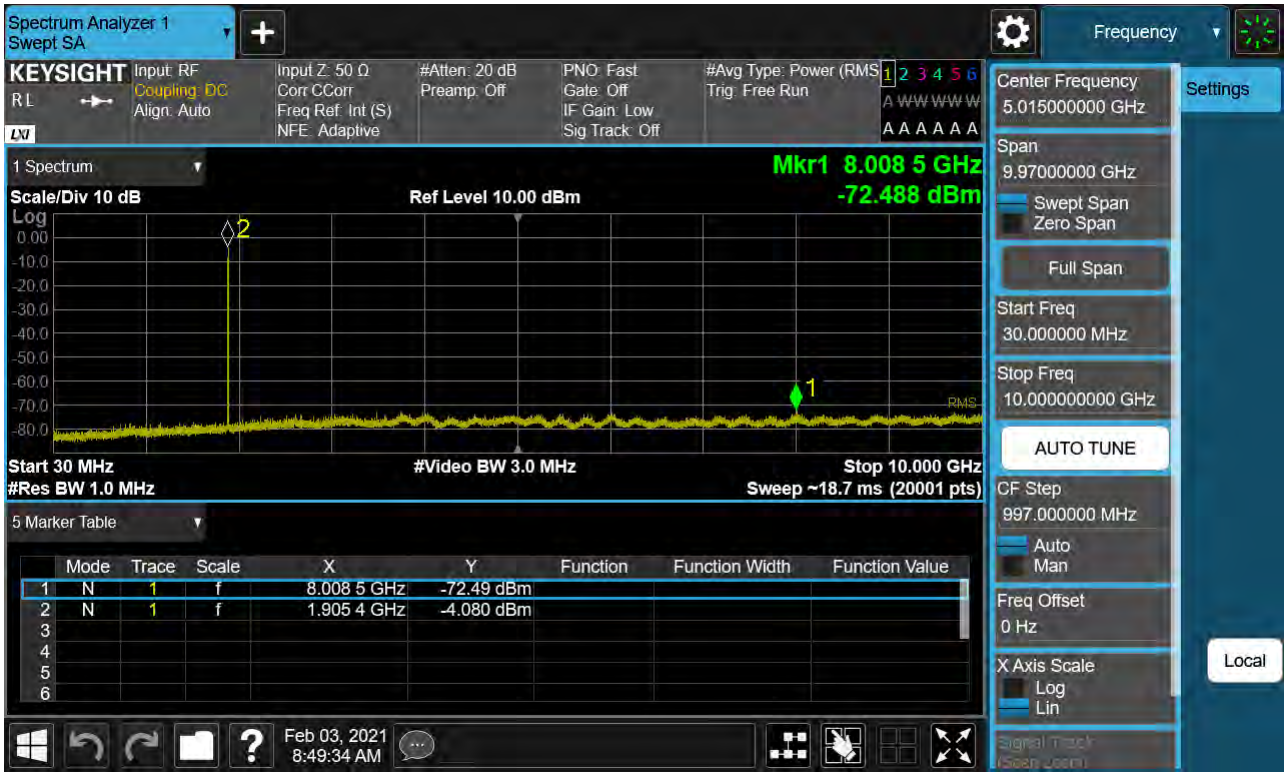 Spectrum Analyzer 1
Swept SA
Frequency
KEYSIGHT
RL
LXI
Input: RF
Coupling: DC
Align: Auto
Input Z: 50 Ω
Corr CCorr
Freq Ref: Int (S)
NFE: Adaptive
#Atten: 20 dB
Preamp: Off
PNO: Fast
Gate: Off
IF Gain: Low
Sig Track: Off
#Avg Type: Power (RMS
Trig: Free Run
1 2 3 4 5 6
A W W W W W
A A A A A A
1 Spectrum
Mkr1 8.008 5 GHz
-72.488 dBm
Scale/Div 10 dB
Ref Level 10.00 dBm
Log
0.00
-10.0
-20.0
-30.0
-40.0
-50.0
-60.0
-70.0
-80.0
2
1
RMS
Start 30 MHz
#Video BW 3.0 MHz
Stop 10.000 GHz
#Res BW 1.0 MHz
Sweep ~18.7 ms (20001 pts)
5 Marker Table
Mode Trace Scale X Y Function Function Width Function Value
1 N 1 f 8.008 5 GHz -72.49 dBm
2 N 1 f 1.905 4 GHz -4.080 dBm
3
4
5
6
?
Feb 03, 2021
8:49:34 AM
Center Frequency
5.015000000 GHz
Settings
Span
9.97000000 GHz
Swept Span
Zero Span
Full Span
Start Freq
30.000000 MHz
Stop Freq
10.000000000 GHz
AUTO TUNE
CF Step
997.000000 MHz
Auto
Man
Freq Offset
0 Hz
X Axis Scale
Log
Lin
Signal Track
(Span Zoom)
Local